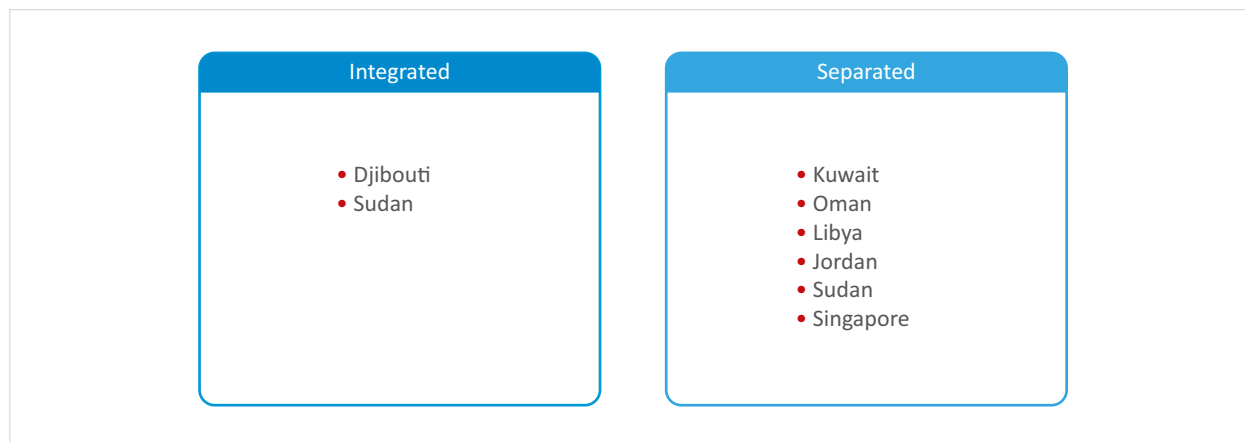 Integrated
• Djibouti
• Sudan
Separated
• Kuwait
• Oman
• Libya
• Jordan
• Sudan
• Singapore